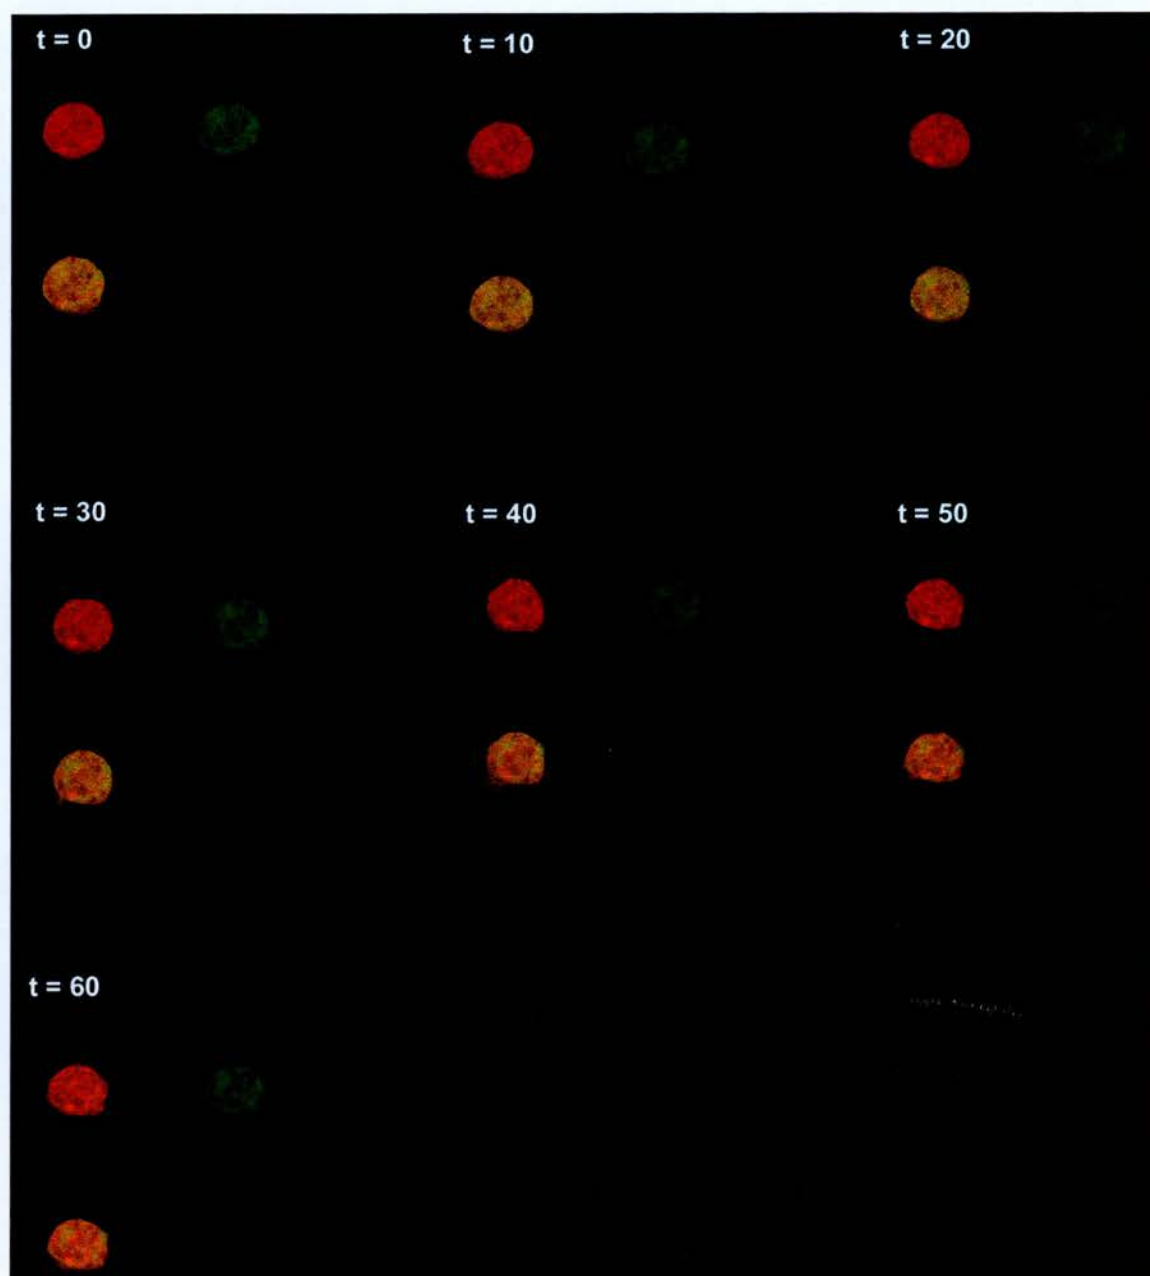 t = 0
t = 10
t = 20
t = 30
t = 40
t = 50
t = 60